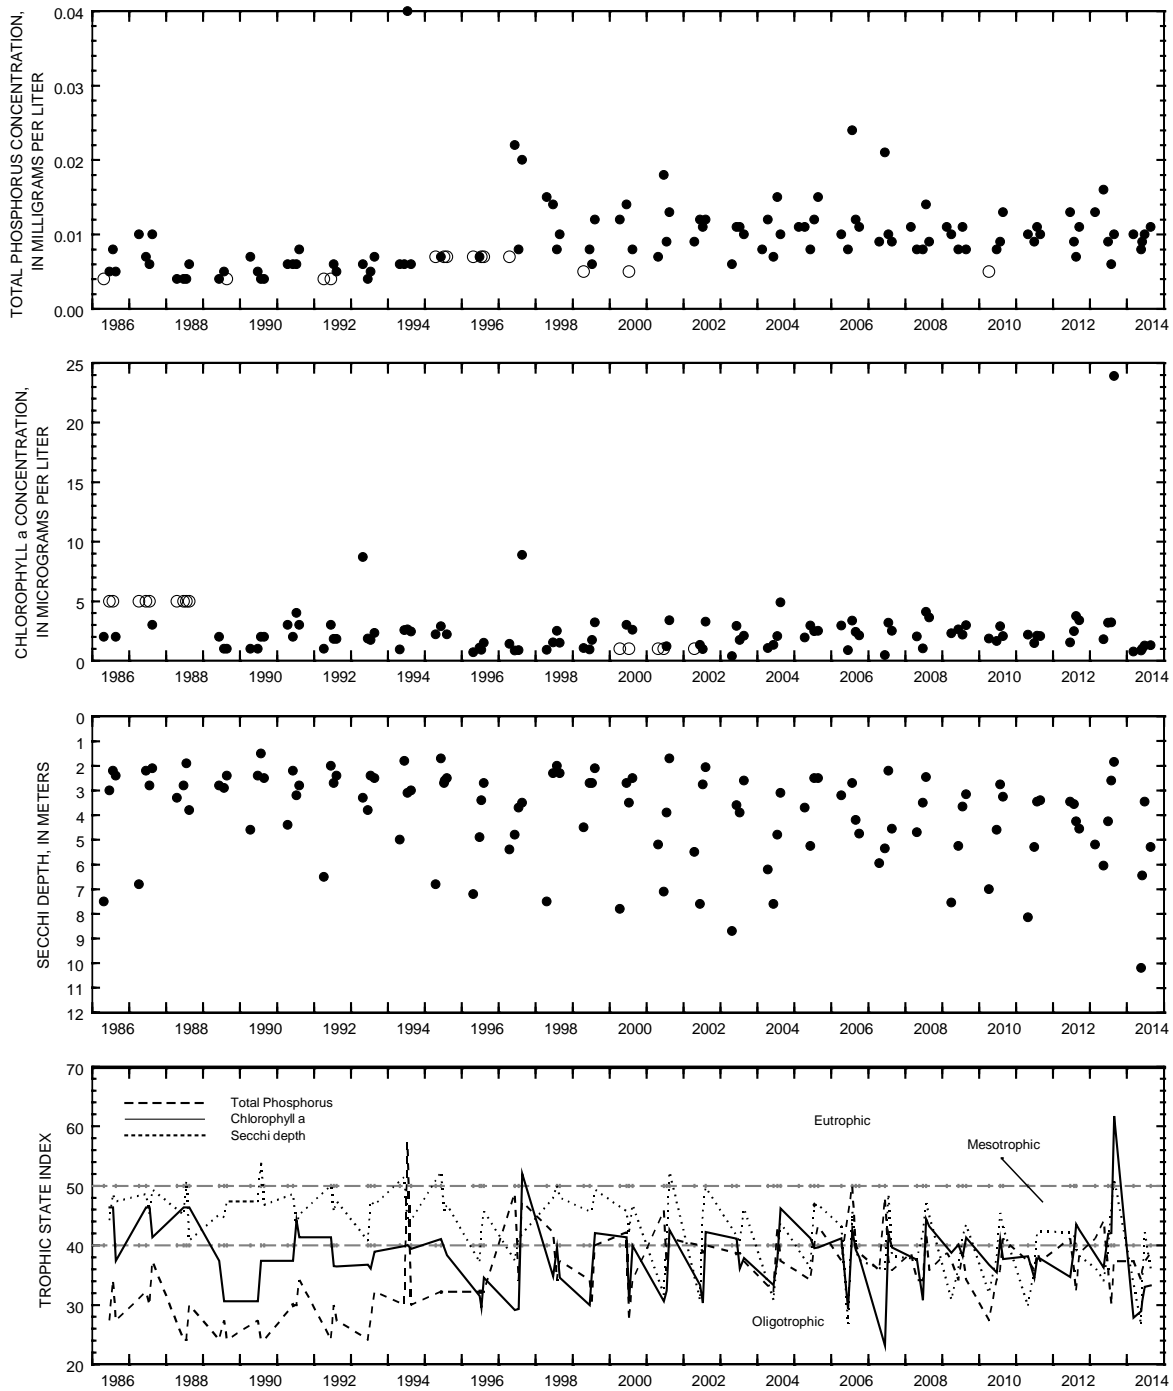 TOTAL PHOSPHORUS CONCENTRATION,
IN MILLIGRAMS PER LITER
0.04
0.03
0.02
0.01
0.00
1986 1988 1990 1992 1994 1996 1998 2000 2002 2004 2006 2008 2010 2012 2014
CHLOROPHYLL a CONCENTRATION,
IN MICROGRAMS PER LITER
25
20
15
10
5
0
1986 1988 1990 1992 1994 1996 1998 2000 2002 2004 2006 2008 2010 2012 2014
SECCHI DEPTH, IN METERS
0
1
2
3
4
5
6
7
8
9
10
11
12
1986 1988 1990 1992 1994 1996 1998 2000 2002 2004 2006 2008 2010 2012 2014
TROPHIC STATE INDEX
70
60
50
40
30
20
Total Phosphorus
Chlorophyll a
Secchi depth
Eutrophic
Mesotrophic
Oligotrophic
1986 1988 1990 1992 1994 1996 1998 2000 2002 2004 2006 2008 2010 2012 2014